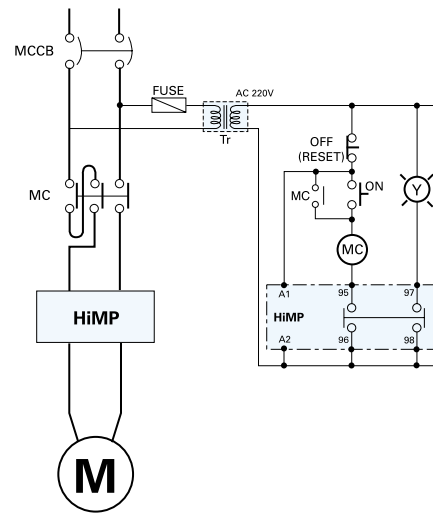 MCCB
FUSE
AC 220V
Tr
OFF
(RESET)
MC
MC
ON
Y
MC
A1
95
97
HiMP
HiMP
A2
96
98
M